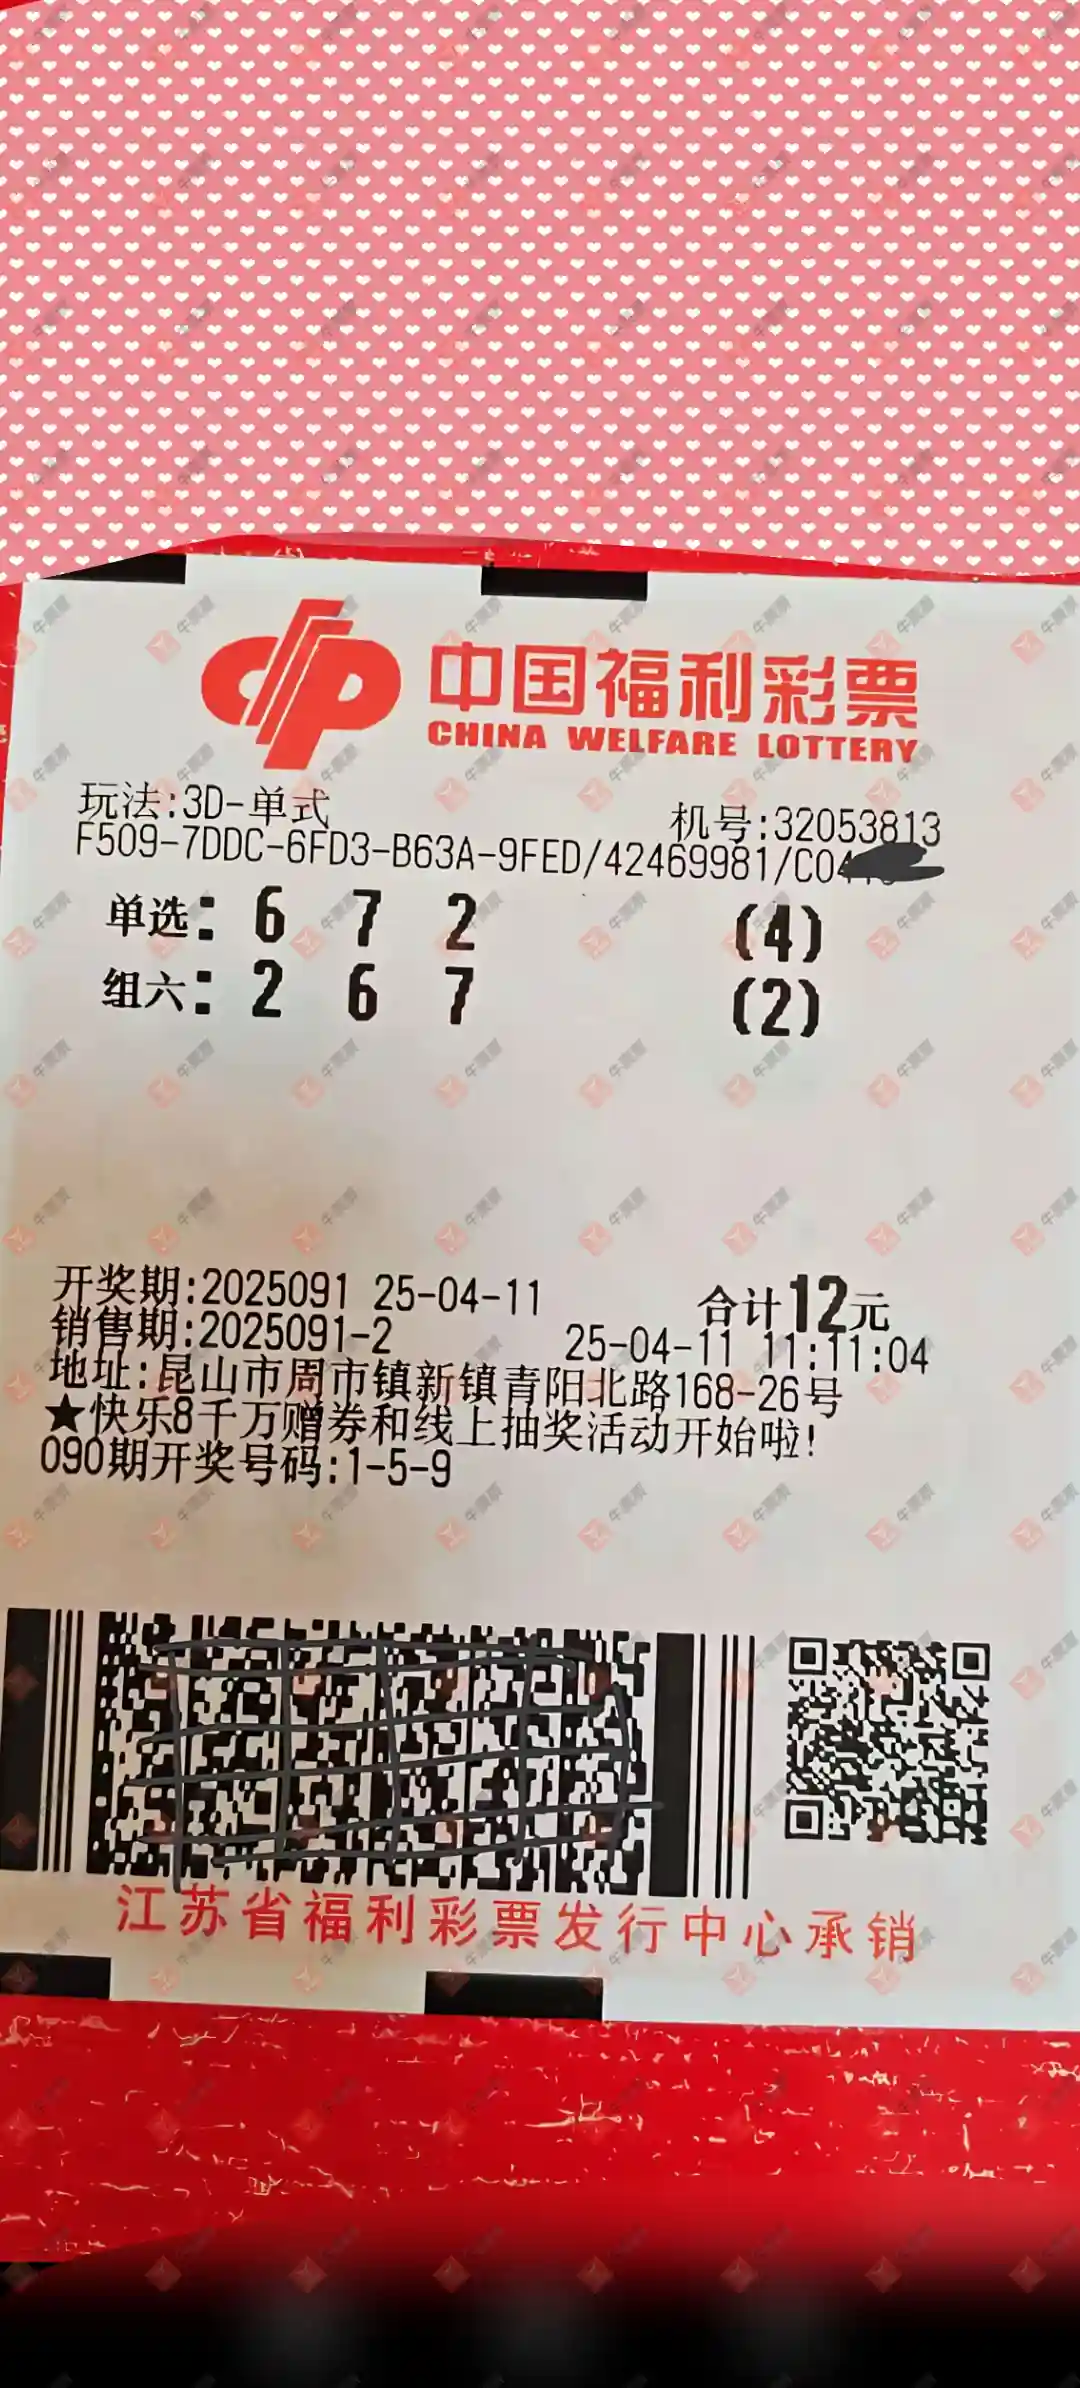 中国福利彩票
CHINA WELFARE LOTTERY
玩法:3D-单式 机号:32053813
F509-7DDC-6FD3-B63A-9FED/42469981/C04
单选: 6 7 2 (4)
组六: 2 6 7 (2)
开奖期:2025091 25-04-11 合计12元
销售期:2025091-2 25-04-11 11:11:04
地址:昆山市周市镇新镇青阳北路168-26号
★快乐8千万赠券和线上抽奖活动开始啦!
090期开奖号码:1-5-9
江苏省福利彩票发行中心承销